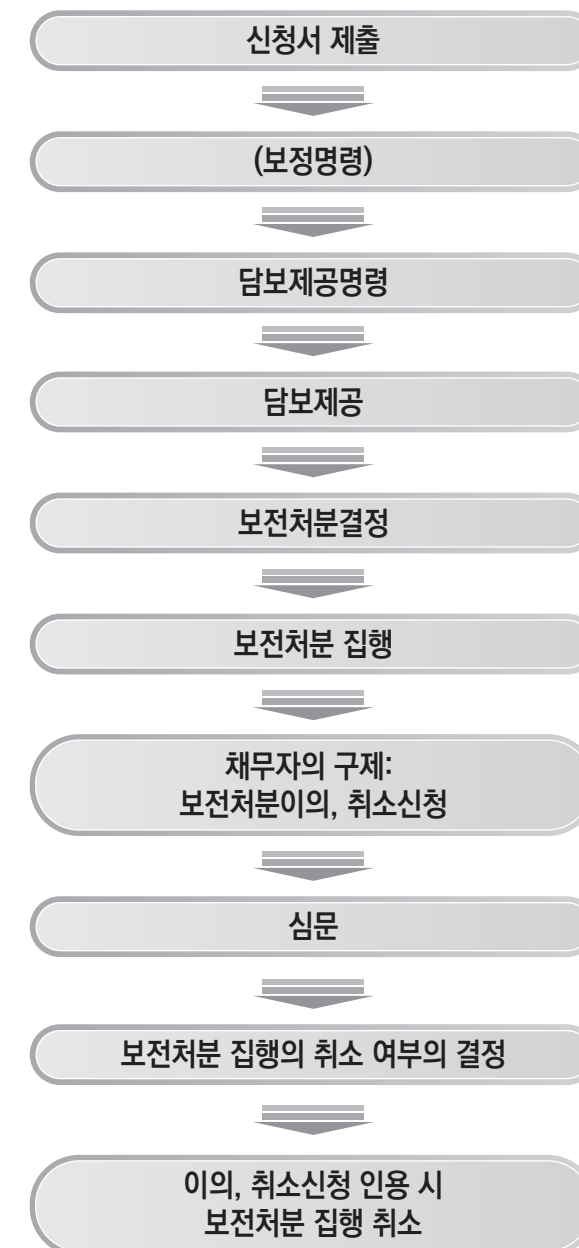 신청서 제출
(보정명령)
담보제공명령
담보제공
보전처분결정
보전처분 집행
채무자의 구제:
보전처분이의, 취소신청
심문
보전처분 집행의 취소 여부의 결정
이의, 취소신청 인용 시
보전처분 집행 취소